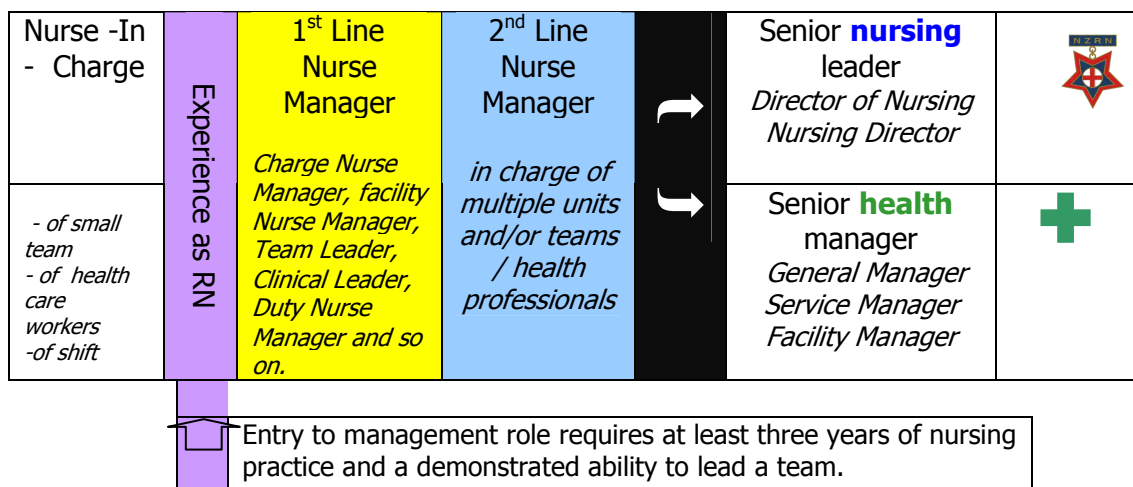 Nurse -In
- Charge
- of small
team
- of health
care
workers
-of shift
Experience as RN
1st Line
Nurse
Manager
Charge Nurse
Manager, facility
Nurse Manager,
Team Leader,
Clinical Leader,
Duty Nurse
Manager and so
on.
2nd Line
Nurse
Manager
in charge of
multiple units
and/or teams
/ health
professionals
Senior nursing
leader
Director of Nursing
Nursing Director
NZRN
Senior health
manager
General Manager
Service Manager
Facility Manager
Entry to management role requires at least three years of nursing
practice and a demonstrated ability to lead a team.